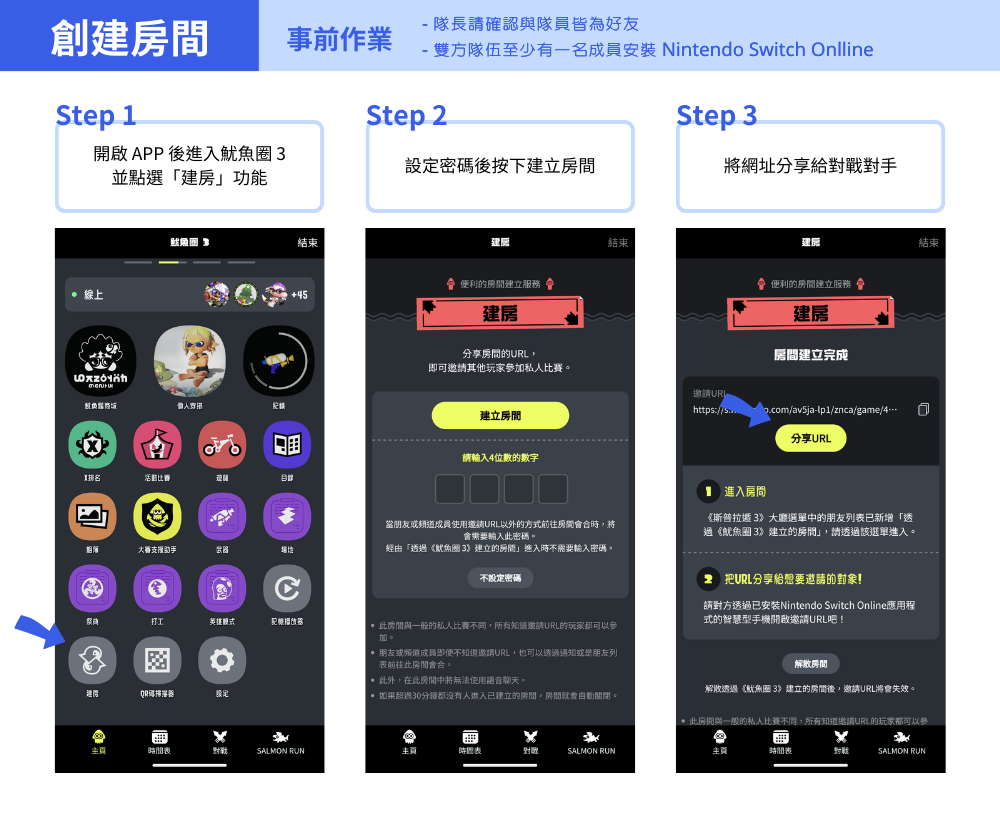 創建房間
事前作業
- 隊長請確認與隊員皆為好友
- 雙方隊伍至少有一名成員安裝 Nintendo Switch Onlline
Step 1
開啟 APP 後進入魷魚圈 3
並點選「建房」功能
Step 2
設定密碼後按下建立房間
Step 3
將網址分享給對戰對手
魷魚圈 3
結束
線上
+45
魷魚鬚商城
個人穿搭
記錄
X排名
活動比賽
遊龍
日報
相簿
大賽支援助手
武器
場地
祭典
打工
英雄模式
記憶播放器
建房
QR碼掃描器
設定
主頁
時間表
對戰
SALMON RUN
建房
結束
便利的房間建立服務
建房
分享房間的URL，
即可邀請其他玩家參加私人比賽。
建立房間
請輸入4位數的數字
當朋友或頻道成員使用邀請URL以外的方式前往房間會合時，將
會需要輸入此密碼。
經由「透過《魷魚圈 3》建立的房間」進入時不需要輸入密碼。
不設定密碼
• 此房間與一般的私人比賽不同，所有知道邀請URL的玩家都可以參
加。
• 朋友或頻道成員即便不知道邀請URL，也可以透過通知或是朋友列
表前往此房間會合。
• 此外，在此房間中將無法使用語音聊天。
• 如果超過30分鐘都沒有人進入已建立的房間，房間就會自動關閉。
主頁
時間表
對戰
SALMON RUN
建房
結束
便利的房間建立服務
建房
房間建立完成
邀請URL
https://s.n
o.com/av5ja-lp1/znca/game/4…
分享URL
1 進入房間
《斯普拉遁 3》大廳選單中的朋友列表已新增「透
過《魷魚圈 3》建立的房間」，請透過該選單進入。
2 把URL分享給想要邀請的對象!
請對方透過已安裝Nintendo Switch Online應用程
式的智慧型手機開啟邀請URL吧！
解散房間
解散透過《魷魚圈 3》建立的房間後，邀請URL將會失效。
• 此房間與一般的私人比賽不同，所有知道邀請URL的玩家都可以參
主頁
時間表
對戰
SALMON RUN